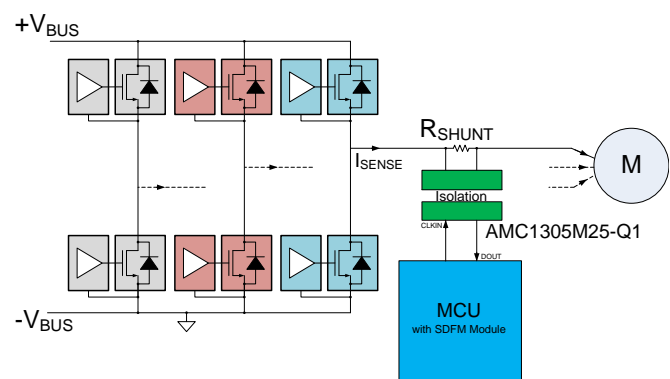 +VBUS
RSHUNT
ISENSE
M
Isolation
AMC1305M25-Q1
CLKIN
DOUT
MCU
with SDFM Module
-VBUS